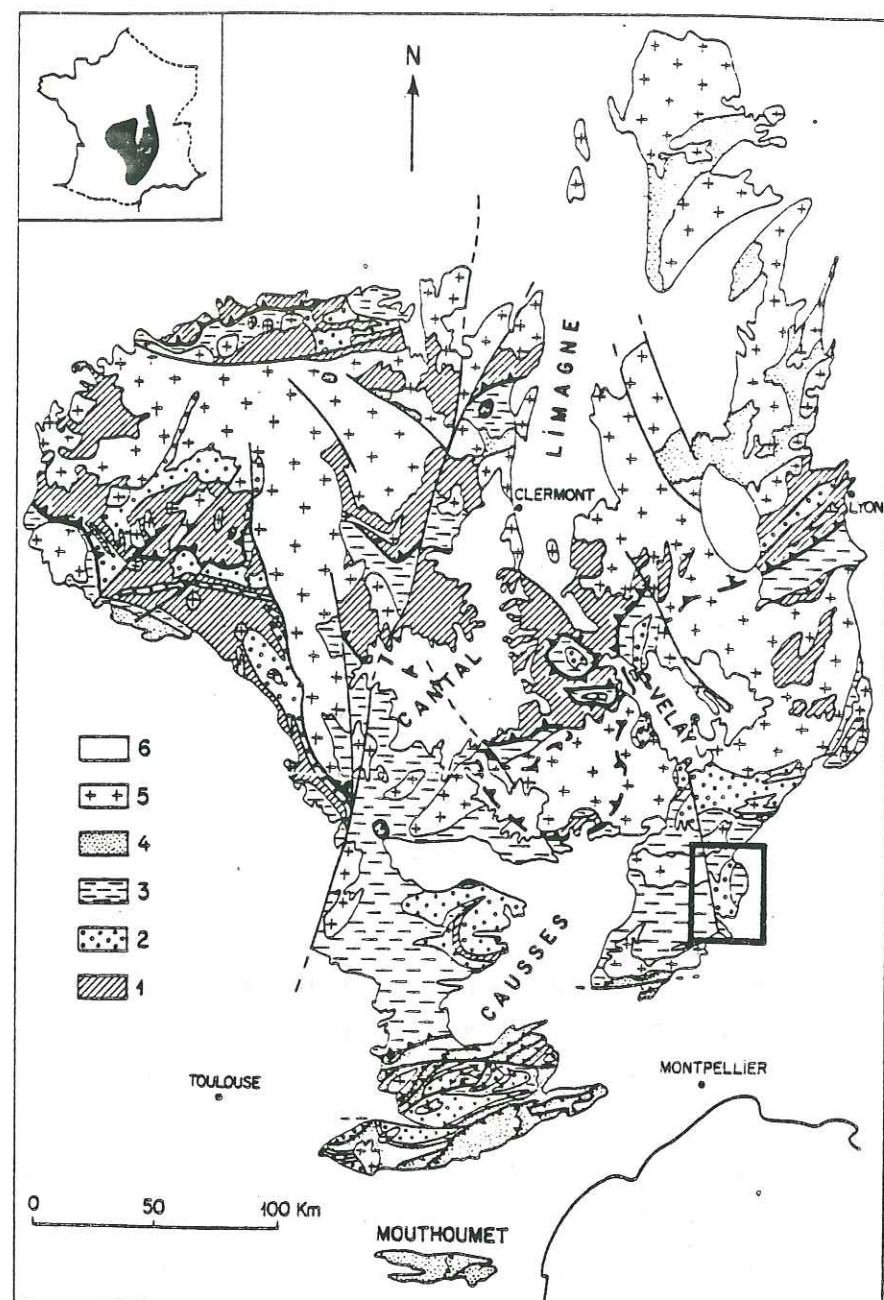 N
LIMAGNE
CLERMONT
LYON
CANTAL
VELAY
6
5
4
3
2
1
CAUSSES
TOULOUSE
MONTPELLIER
0 50 100 Km
MOUTHOUMET